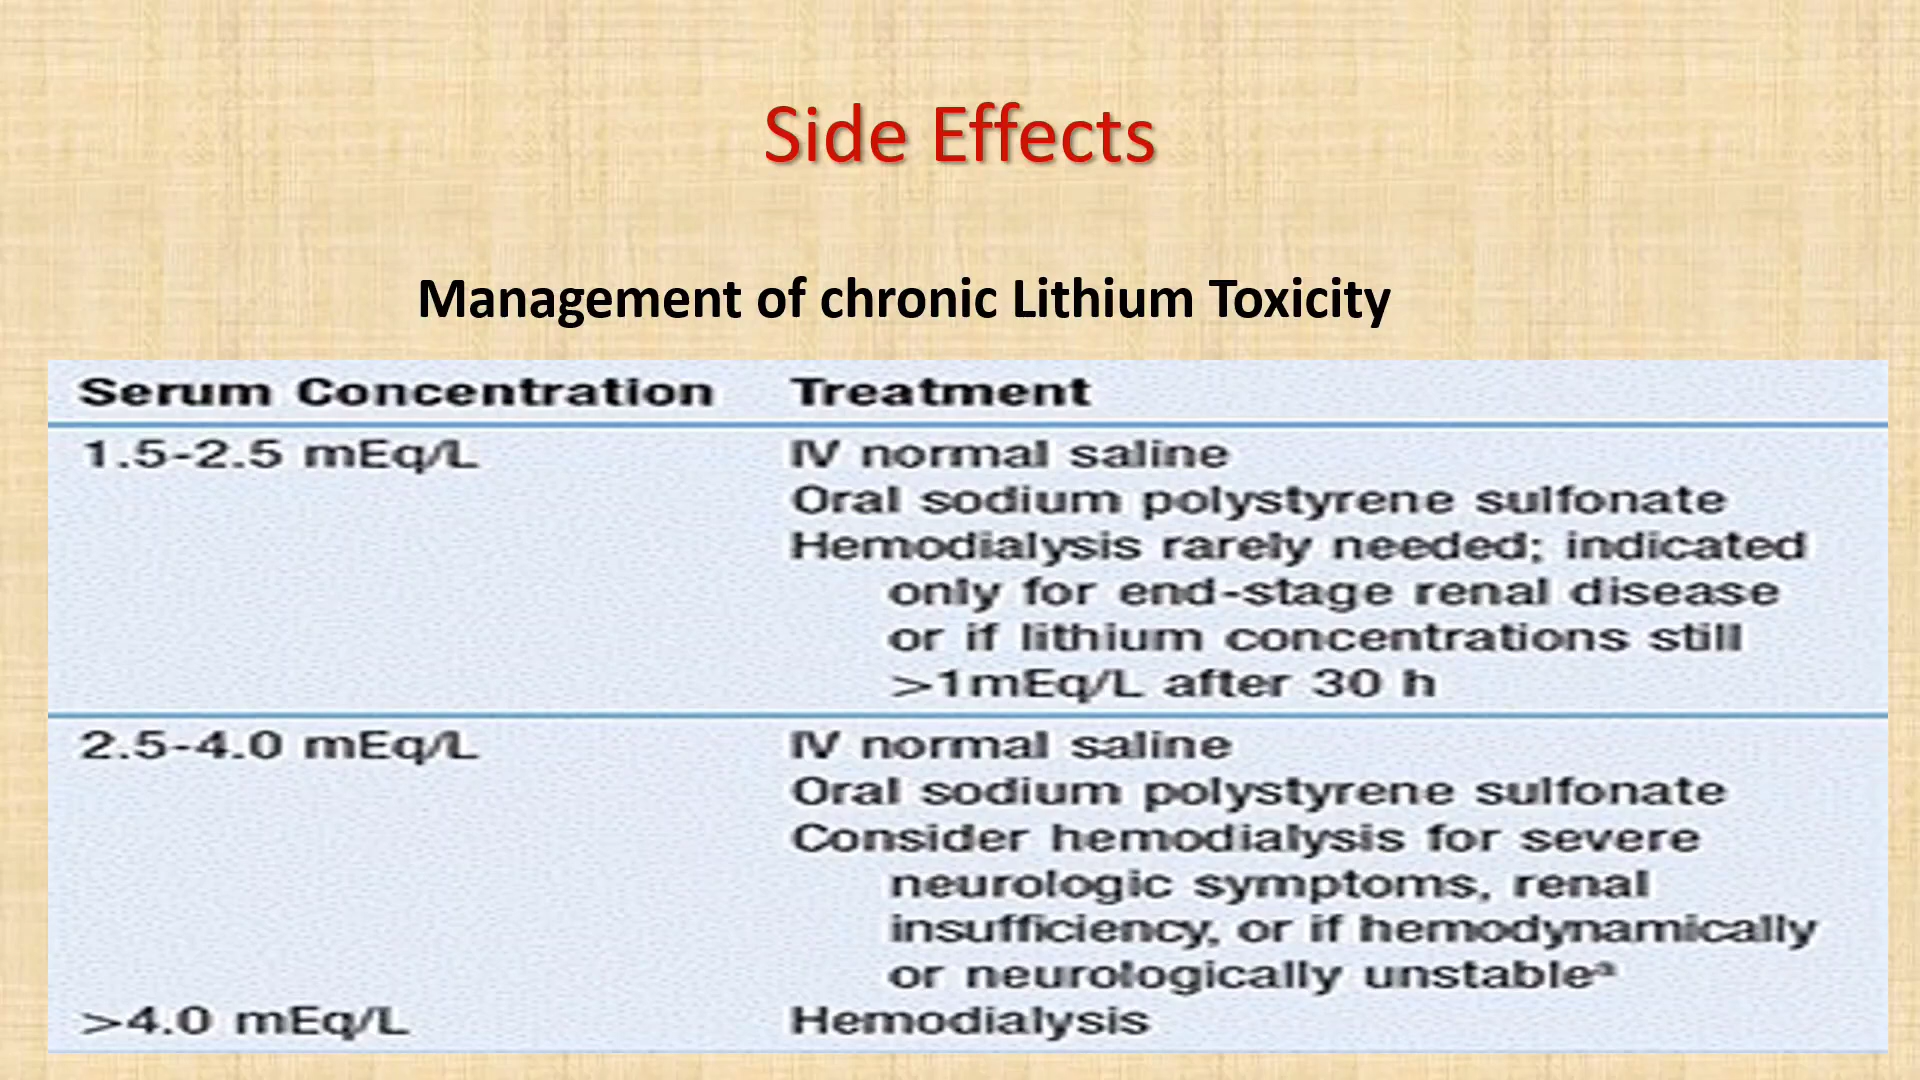 Side Effects
Management of chronic Lithium Toxicity
Serum Concentration Treatment
1.5-2.5 mEq/L IV normal saline
Oral sodium polystyrene sulfonate
Hemodialysis rarely needed; indicated
only for end-stage renal disease
or if lithium concentrations still
>1mEq/L after 30 h
2.5-4.0 mEq/L IV normal saline
Oral sodium polystyrene sulfonate
Consider hemodialysis for severe
neurologic symptoms, renal
insufficiency, or if hemodynamically
or neurologically unstableᵃ
>4.0 mEq/L Hemodialysis